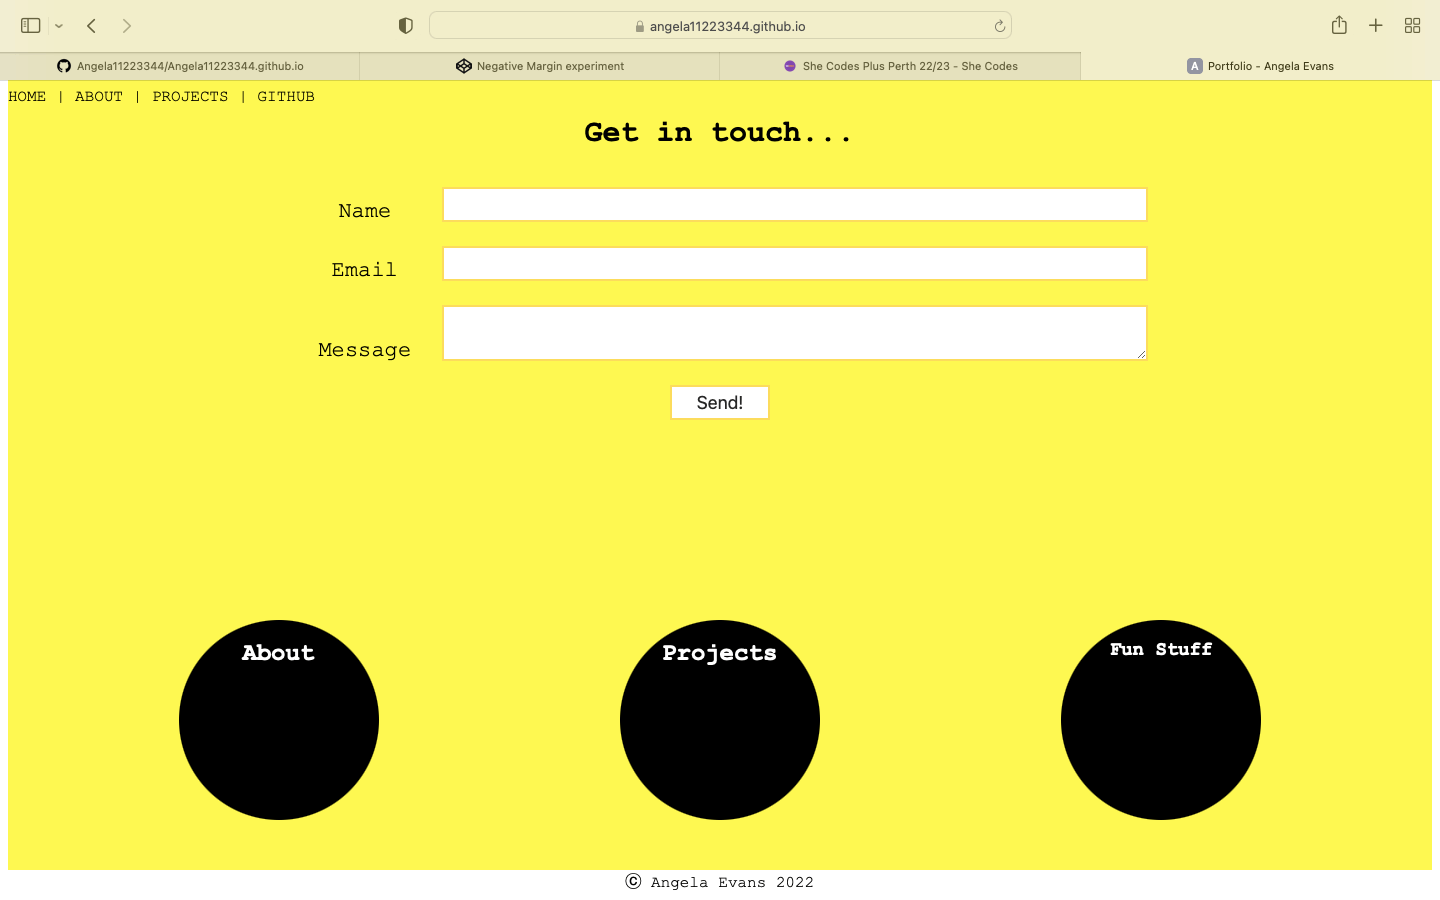 angela11223344.github.io
Angela11223344/Angela11223344.github.io
Negative Margin experiment
She Codes Plus Perth 22/23 - She Codes
A Portfolio - Angela Evans
HOME | ABOUT | PROJECTS | GITHUB
Get in touch...
Name
Email
Message
Send!
About
Projects
Fun Stuff
© Angela Evans 2022